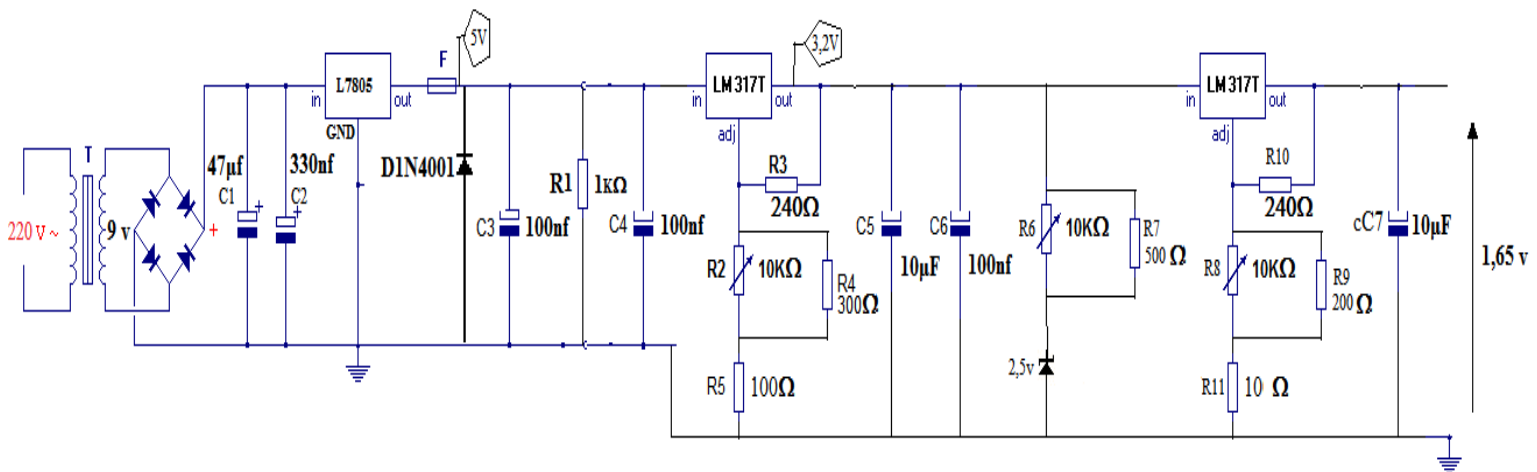 220 V ~
T
9 v
+
47µf
C1
+
330nf
C2
+
L7805
in
out
GND
F
5V
D1N4001
C3
100nf
R1
1KΩ
C4
100nf
LM317T
in
out
adj
3,2V
R3
240Ω
R2
10KΩ
R4
300Ω
R5
100Ω
C5
10µF
C6
100nf
R6
10KΩ
R7
500 Ω
2,5v
LM317T
in
out
adj
R10
240Ω
R8
10KΩ
R9
200 Ω
R11
10 Ω
cC7
10µF
1,65 v